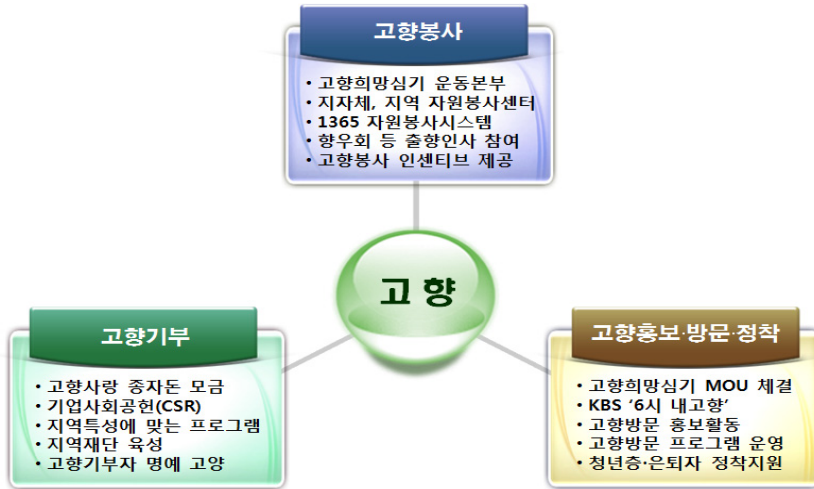 고향봉사
• 고향희망심기 운동본부
• 지자체, 지역 자원봉사센터
• 1365 자원봉사시스템
• 향우회 등 출향인사 참여
• 고향봉사 인센티브 제공
고 향
고향기부
• 고향사랑 종자돈 모금
• 기업사회공헌(CSR)
• 지역특성에 맞는 프로그램
• 지역재단 육성
• 고향기부자 명예 고양
고향홍보·방문·정착
• 고향희망심기 MOU 체결
• KBS ‘6시 내고향’
• 고향방문 홍보활동
• 고향방문 프로그램 운영
• 청년층·은퇴자 정착지원